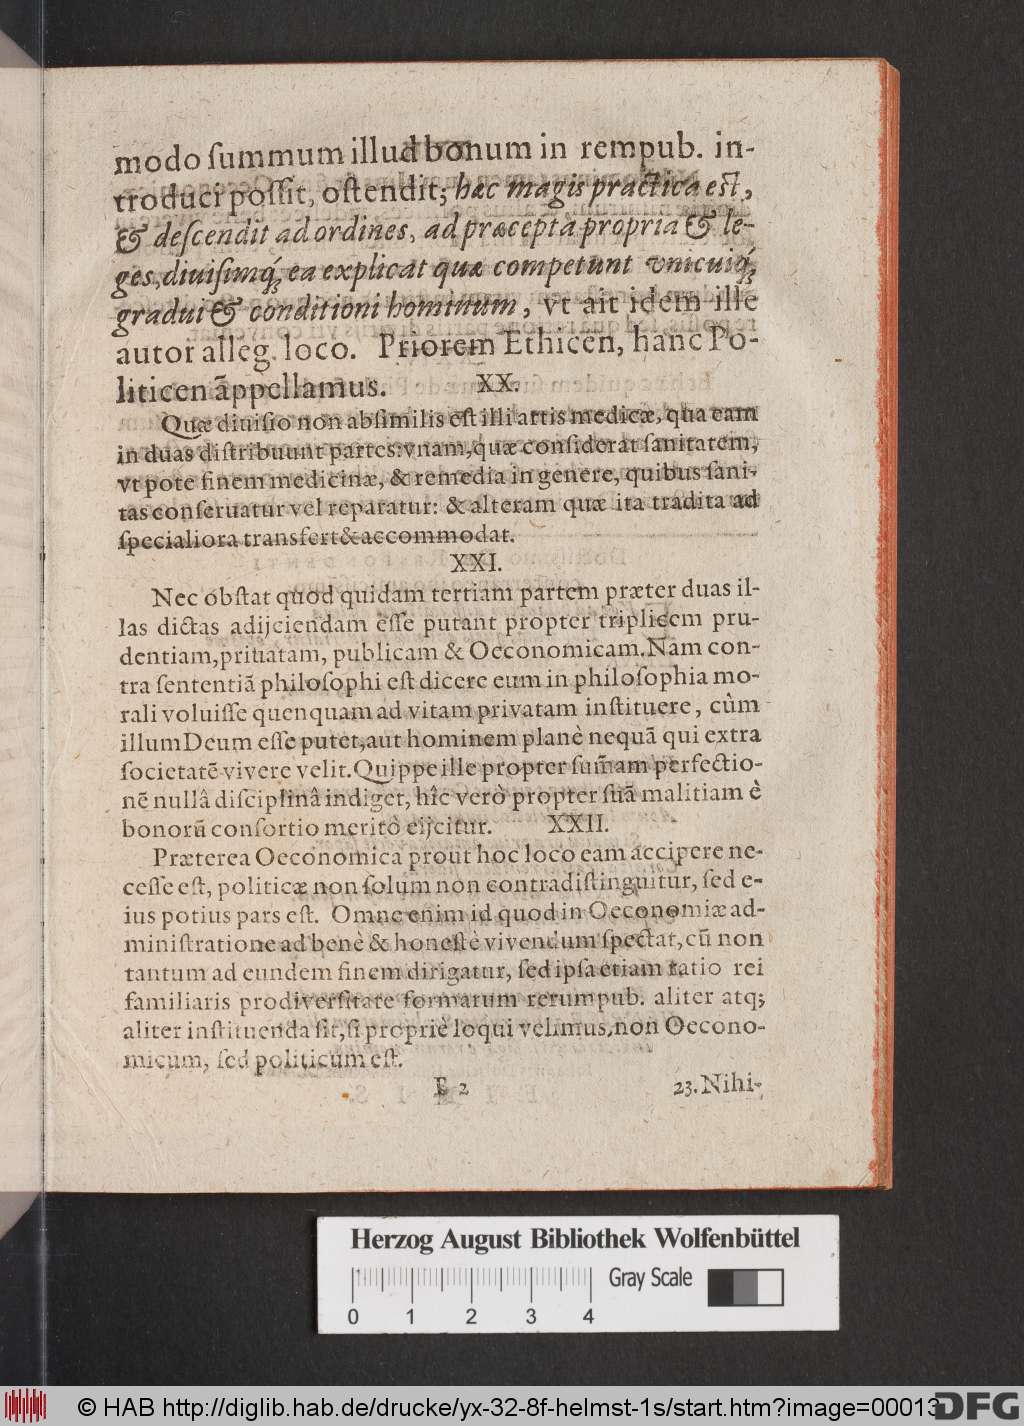 modo ſummum illud bonum in rempub. in-
troduci poſſit, oſtendit; hæc magis practica eſt,
& deſcendit ad ordines, ad præcepta propria & le-
ges, diuiſimq́; ea explicat quæ competunt vnicuiq́;
gradui & conditioni hominum, vt ait idem ille
autor alleg. loco. Priorem Ethicen, hanc Po-
liticen āppellamus. XX.
Quæ diuiſio non abſimilis eſt illi artis medicæ, qua eam
in duas diſtribuunt partes: vnam, quæ conſiderat ſanitatem,
vt pote finem medicinæ, & remedia in genere, quibus ſani-
tas conſeruatur vel reparatur: & alteram quæ ita tradita ad
ſpecialiora transfert & accommodat.
XXI.
Nec obſtat quod quidam tertiam partem præter duas il-
las dictas adijciendam eſſe putant propter triplicem pru-
dentiam, priuatam, publicam & Oeconomicam. Nam con-
tra ſententiā philoſophi eſt dicere eum in philoſophia mo-
rali voluiſſe quenquam ad vitam privatam inſtituere, cùm
illum Deum eſſe putet, aut hominem planè nequā qui extra
ſocietatē vivere velit. Quippe ille propter ſum̄am perfectio-
nē nullâ diſciplinâ indiget, hîc verò propter ſuā malitiam è
bonorū conſortio meritò eijcitur. XXII.
Præterea Oeconomica prout hoc loco eam accipere ne-
ceſſe eſt, politicæ non ſolum non contradiſtinguitur, ſed e-
ius potius pars eſt. Omne enim id quod in Oeconomiæ ad-
miniſtratione ad benè & honeſtè vivendum ſpectat, cū non
tantum ad eundem finem dirigatur, ſed ipſa etiam ratio rei
familiaris pro diverſitate formarum rerumpub. aliter atq;
aliter inſtituenda ſit, ſi propriè loqui velimus, non Oecono-
micum, ſed politicum eſt.
E 2 23. Nihi-
Herzog August Bibliothek Wolfenbüttel
Gray Scale
0 1 2 3 4
© HAB http://diglib.hab.de/drucke/yx-32-8f-helmst-1s/start.htm?image=00013
DFG